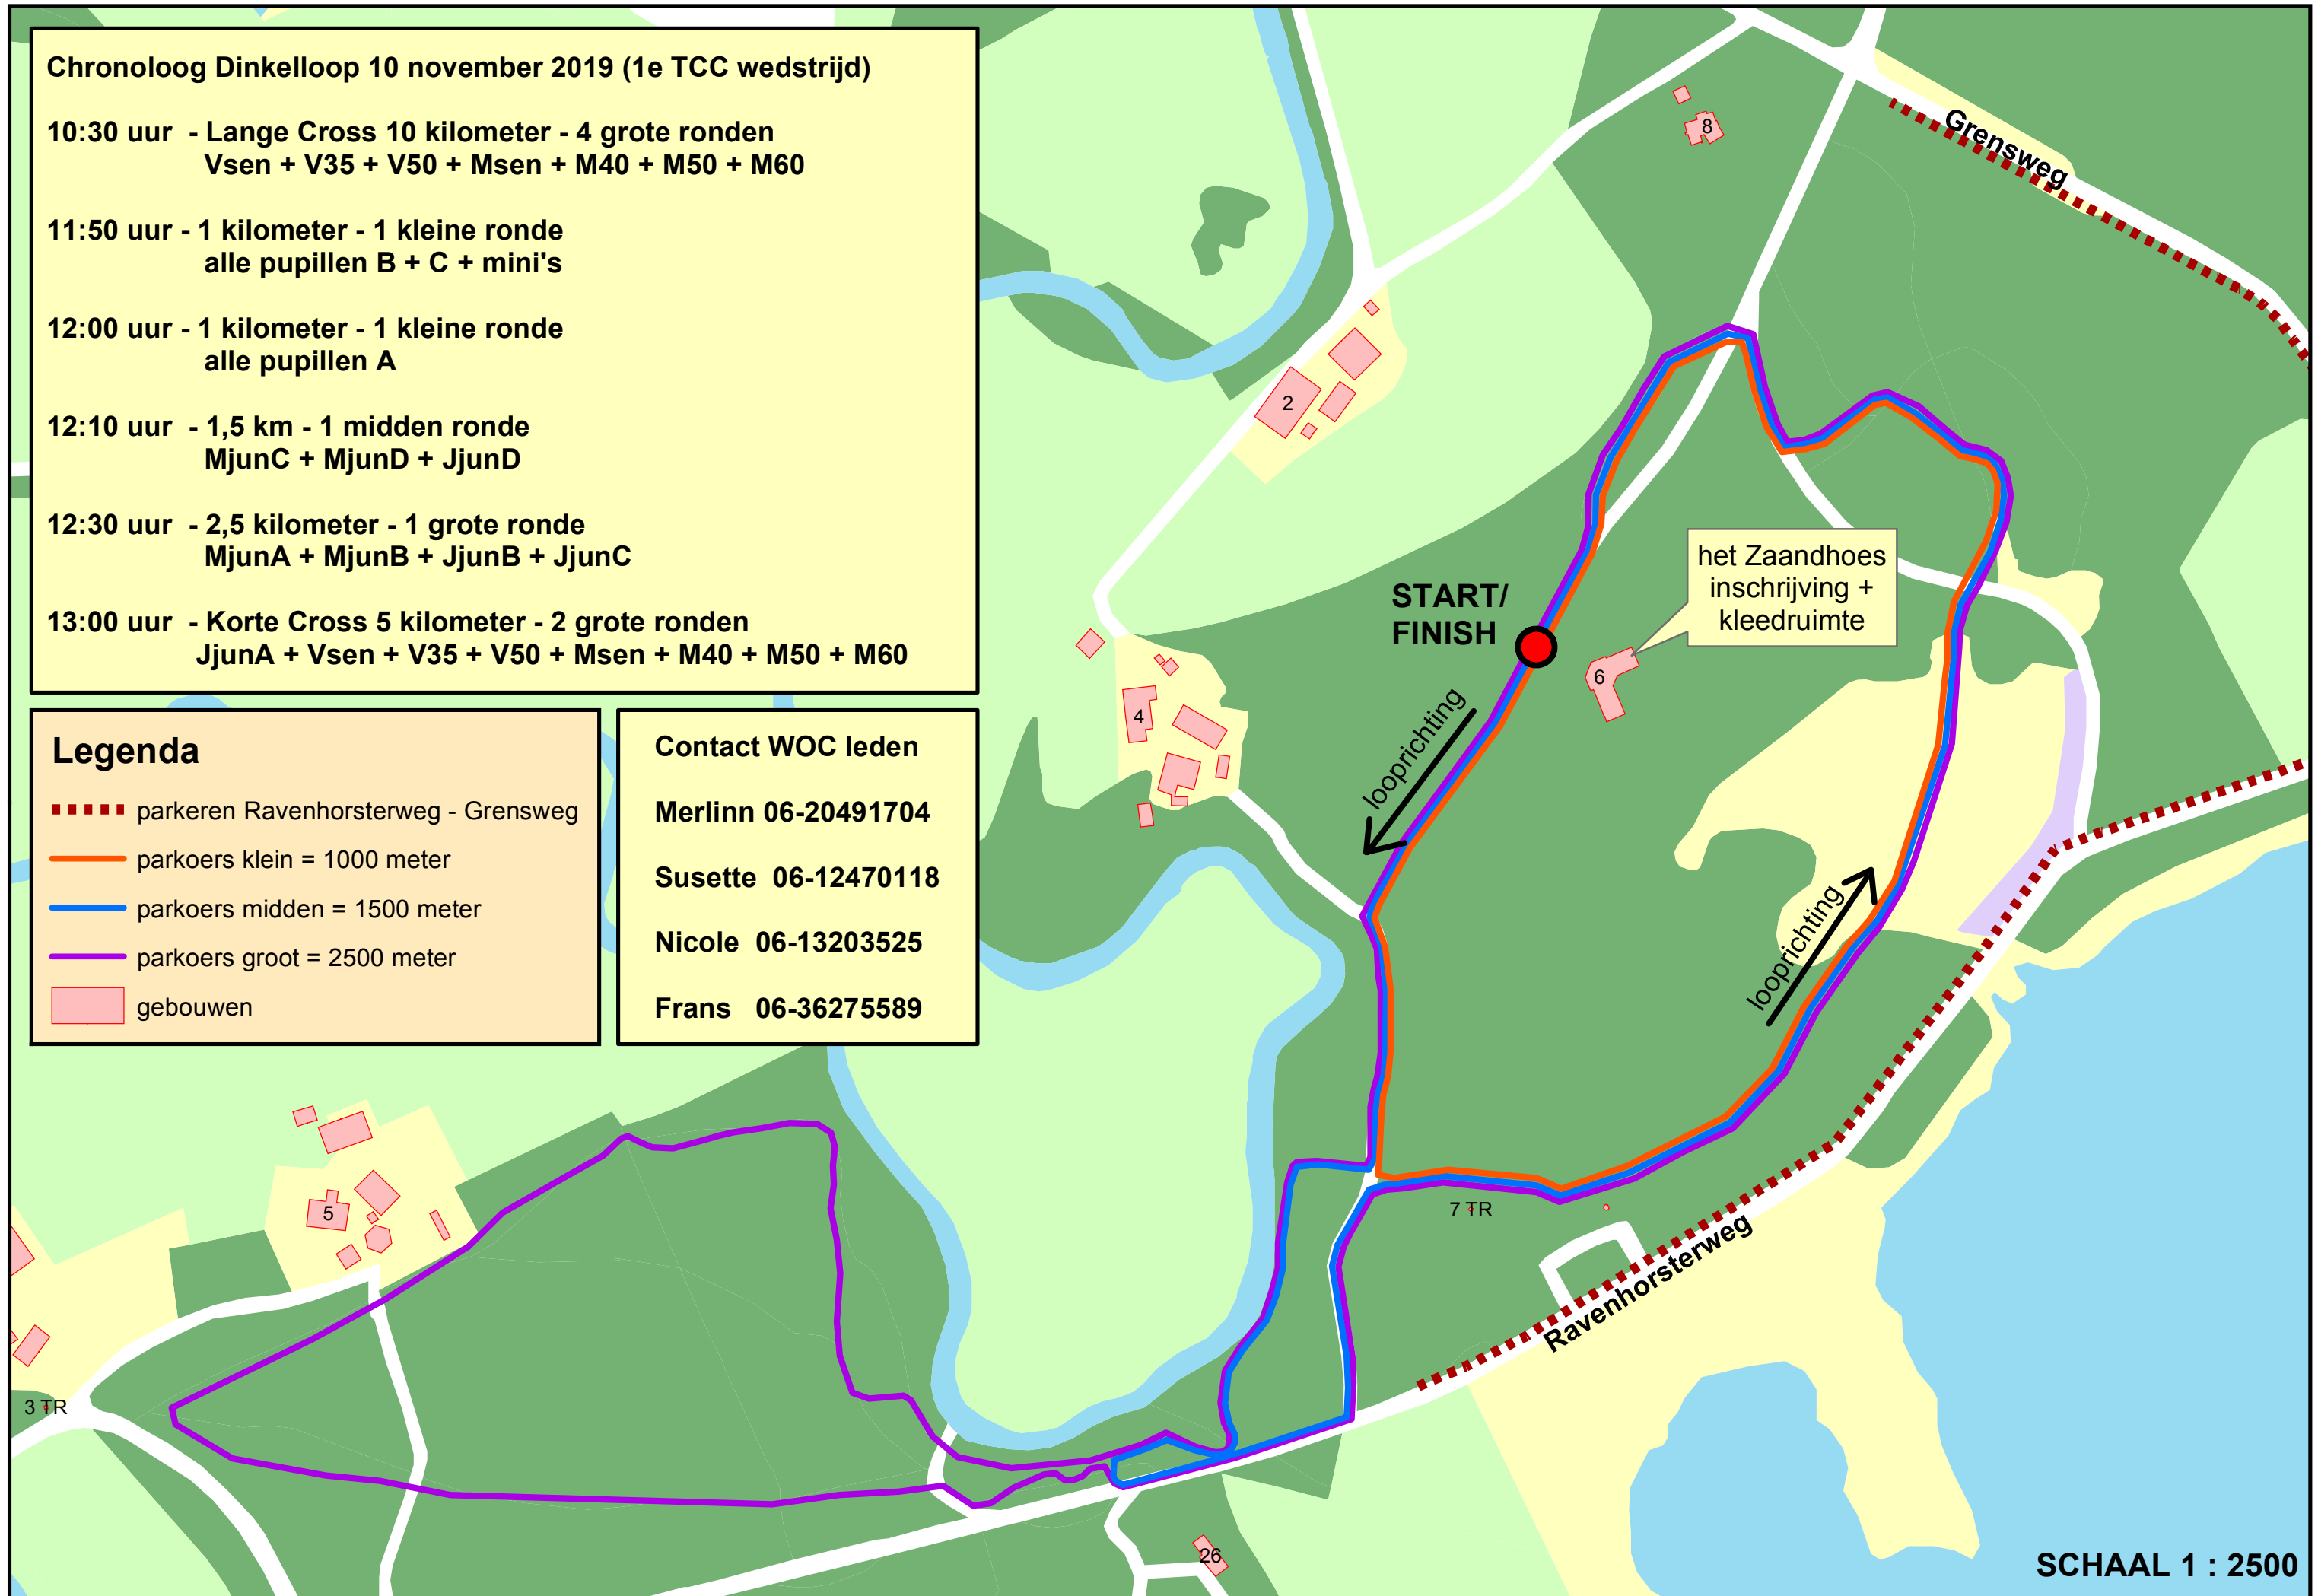 Chronoloog Dinkelloop 10 november 2019 (1e TCC wedstrijd)
10:30 uur - Lange Cross 10 kilometer - 4 grote ronden
Vsen + V35 + V50 + Msen + M40 + M50 + M60
11:50 uur - 1 kilometer - 1 kleine ronde
alle pupillen B + C + mini's
12:00 uur - 1 kilometer - 1 kleine ronde
alle pupillen A
12:10 uur - 1,5 km - 1 midden ronde
MjunC + MjunD + JjunD
12:30 uur - 2,5 kilometer - 1 grote ronde
MjunA + MjunB + JjunB + JjunC
13:00 uur - Korte Cross 5 kilometer - 2 grote ronden
JjunA + Vsen + V35 + V50 + Msen + M40 + M50 + M60
Legenda
parkeren Ravenhorsterweg - Grensweg
parkoers klein = 1000 meter
parkoers midden = 1500 meter
parkoers groot = 2500 meter
gebouwen
Contact WOC leden
Merlinn 06-20491704
Susette 06-12470118
Nicole 06-13203525
Frans 06-36275589
8
Grensweg
2
het Zaandhoes
inschrijving +
kleedruimte
START/
FINISH
6
4
looprichting
looprichting
7 TR
5
Ravenhorsterweg
3 TR
26
SCHAAL 1 : 2500